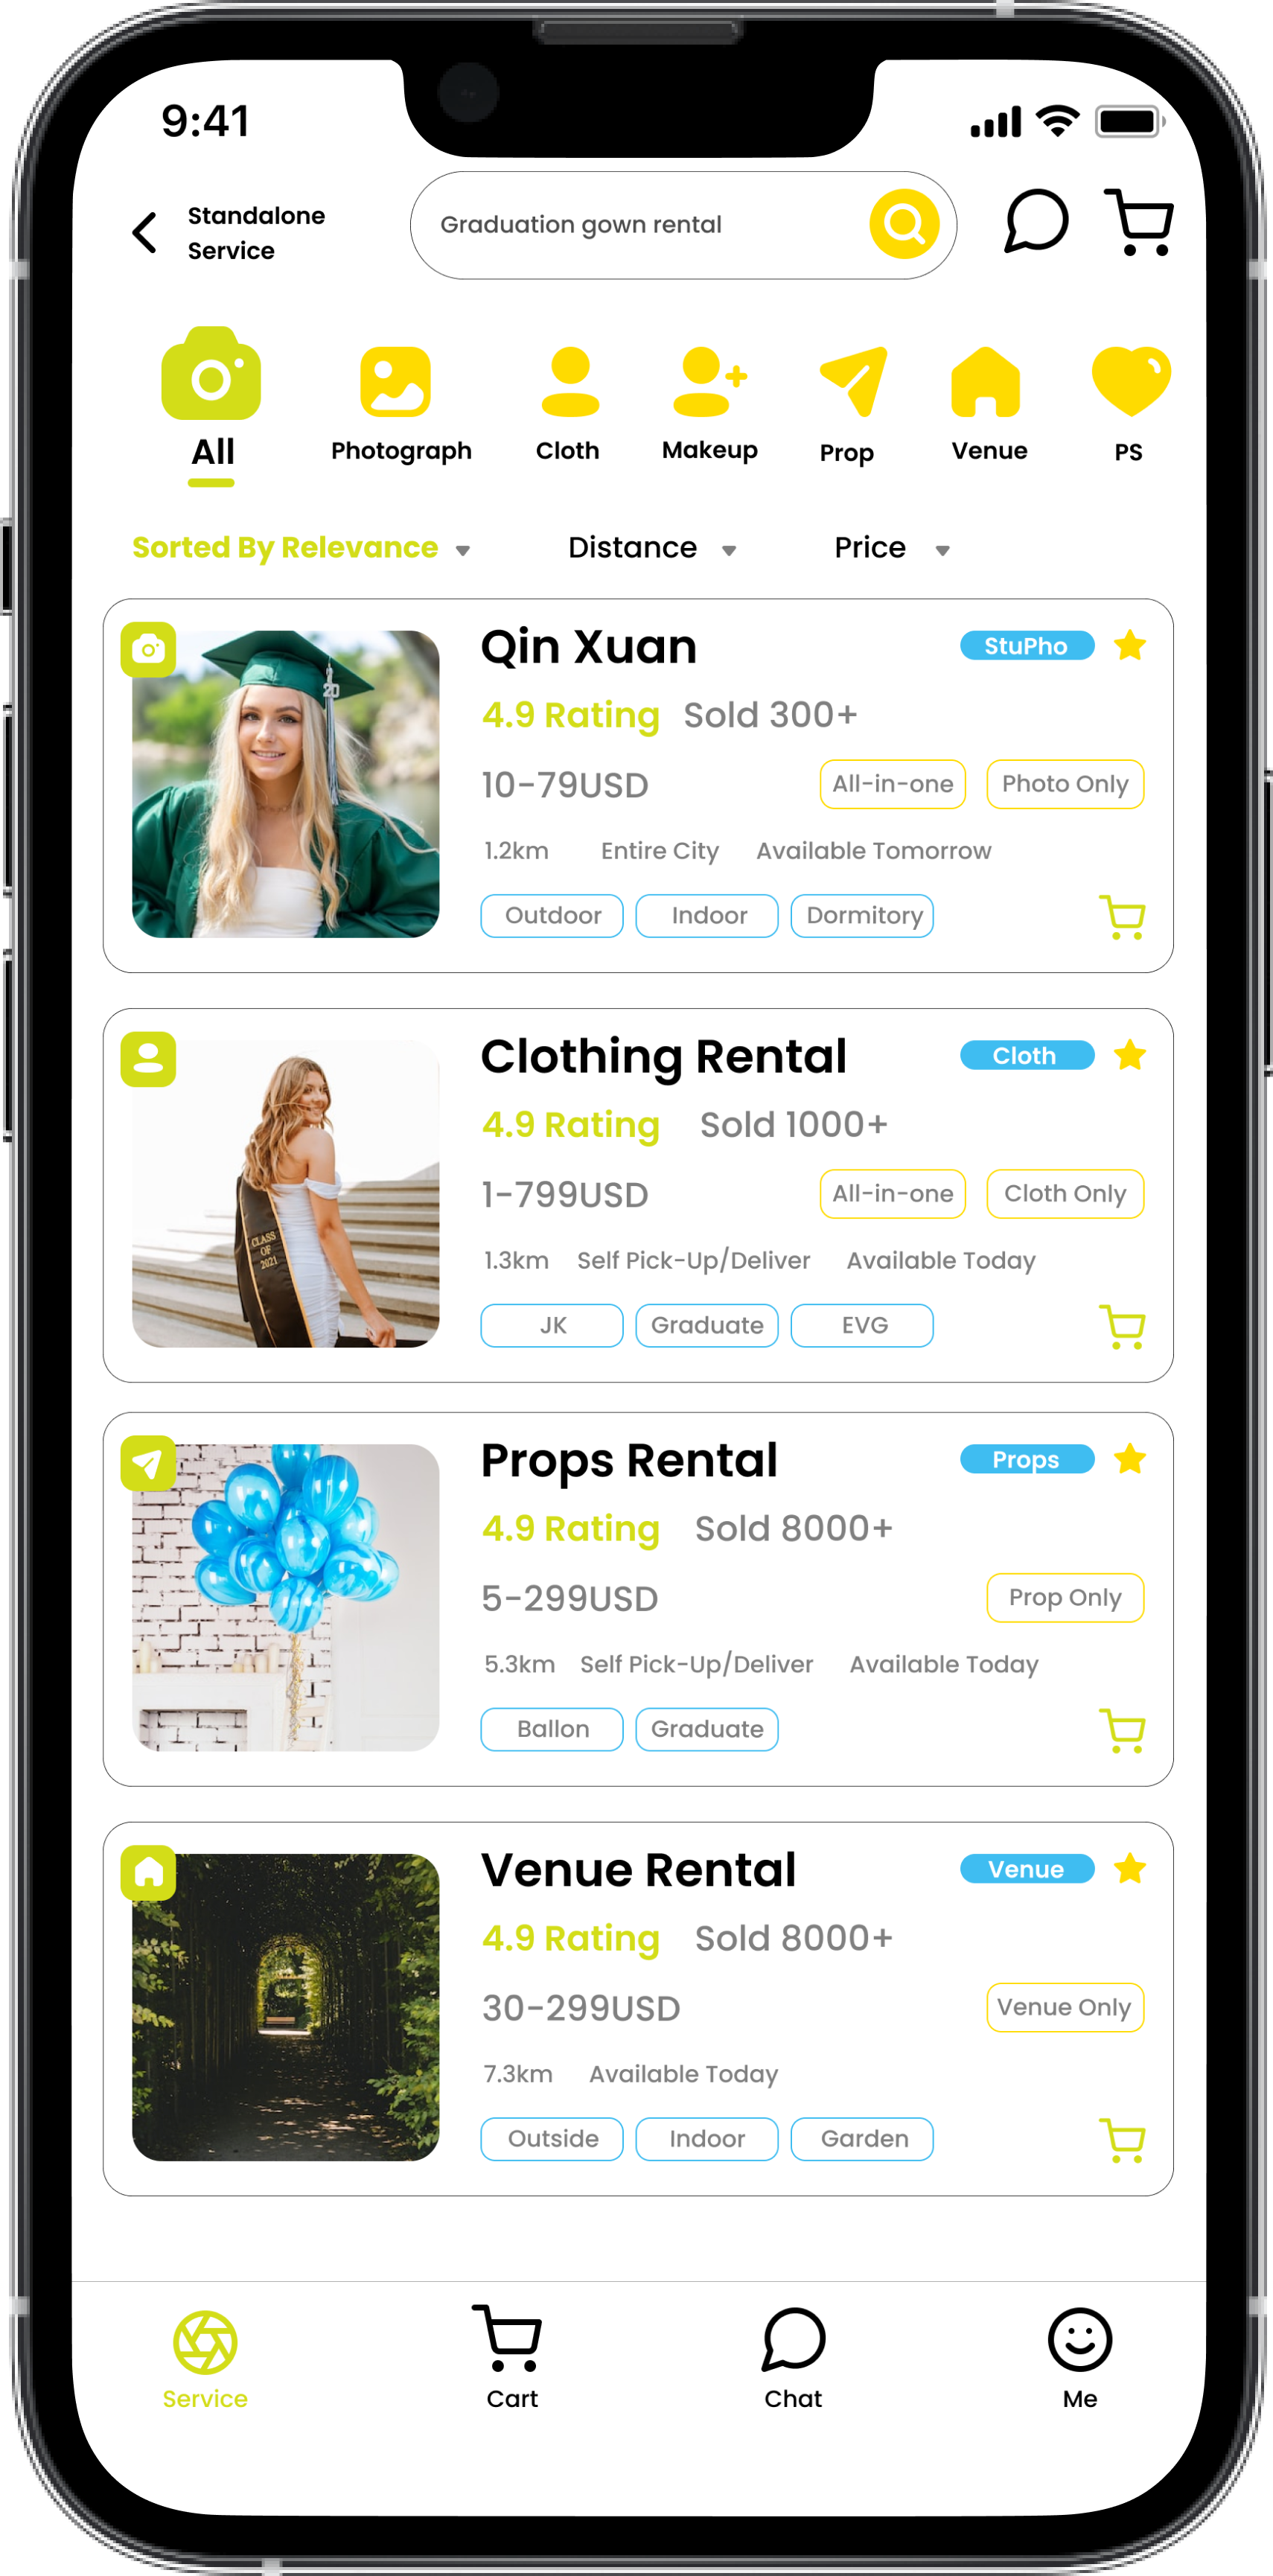 9:41
Standalone
Service
Graduation gown rental
All
Photograph
Cloth
Makeup
Prop
Venue
PS
Sorted By Relevance
Distance
Price
Qin Xuan
StuPho
4.9 Rating Sold 300+
20
10-79USD
All-in-one
Photo Only
1.2km Entire City Available Tomorrow
Outdoor
Indoor
Dormitory
Clothing Rental
Cloth
4.9 Rating Sold 1000+
1-799USD
All-in-one
Cloth Only
CLASS
OF
2021
1.3km Self Pick-Up/Deliver Available Today
JK
Graduate
EVG
Props Rental
Props
4.9 Rating Sold 8000+
5-299USD
Prop Only
5.3km Self Pick-Up/Deliver Available Today
Ballon
Graduate
Venue Rental
Venue
4.9 Rating Sold 8000+
30-299USD
Venue Only
7.3km Available Today
Outside
Indoor
Garden
Service
Cart
Chat
Me